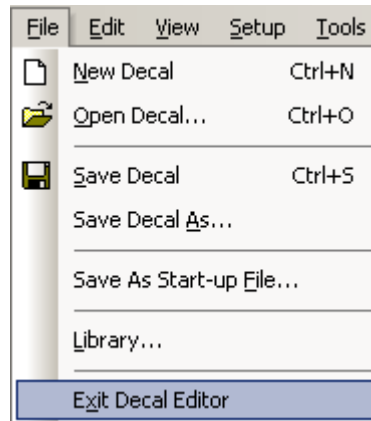 File Edit View Setup Tools
New Decal Ctrl+N
Open Decal... Ctrl+O
Save Decal Ctrl+S
Save Decal As...
Save As Start-up File...
Library...
Exit Decal Editor